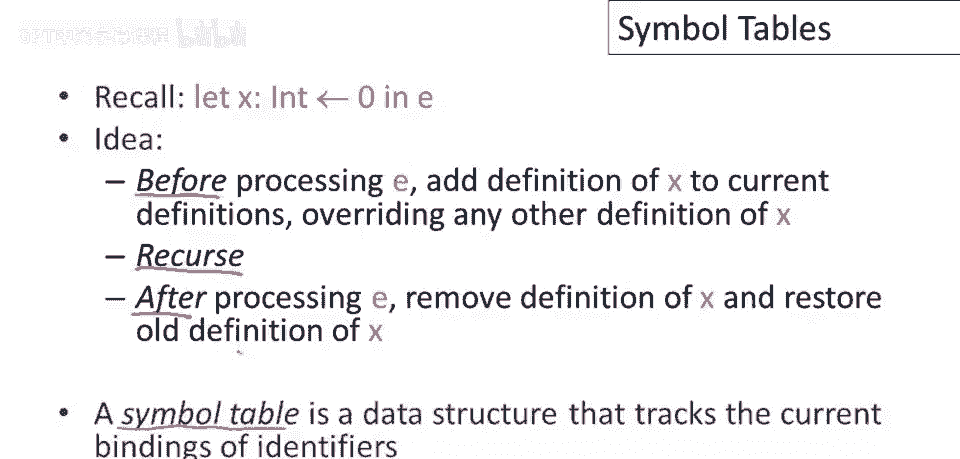 Symbol Tables
• Recall: let x: Int ← 0 in e
• Idea:
– Before processing e, add definition of x to current
definitions, overriding any other definition of x
– Recurse
– After processing e, remove definition of x and restore
old definition of x
• A symbol table is a data structure that tracks the current
bindings of identifiers